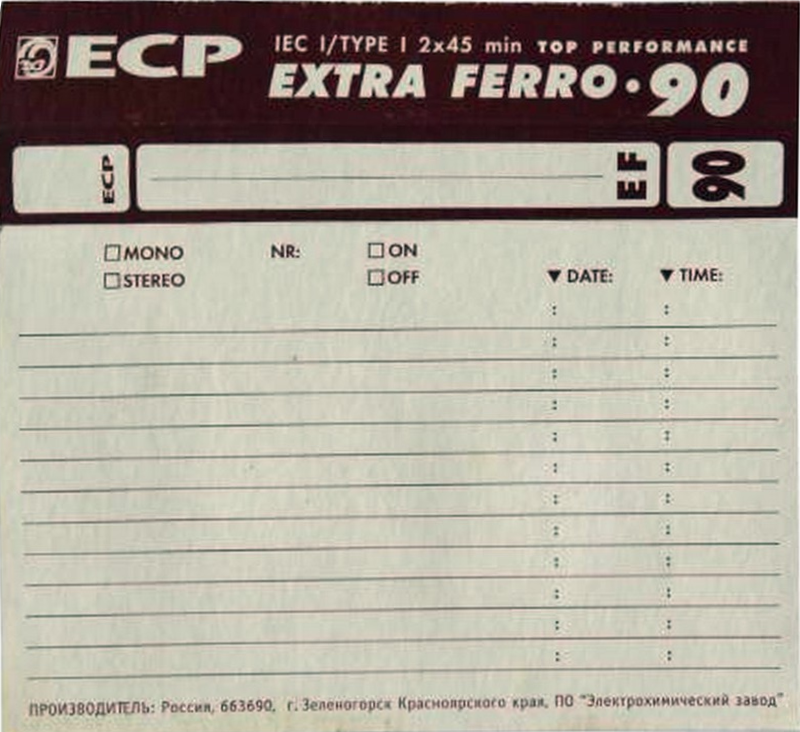 ECP IEC I/TYPE I 2x45 min TOP PERFORMANCE
EXTRA FERRO·90
ECP EF 90
□MONO NR: □ON
□STEREO □OFF ▼ DATE: ▼ TIME:
: :
: :
: :
: :
: :
: :
: :
: :
: :
: :
: :
: :
ПРОИЗВОДИТЕЛЬ: Россия, 663690, г. Зеленогорск Красноярского края, ПО "Электрохимический завод"